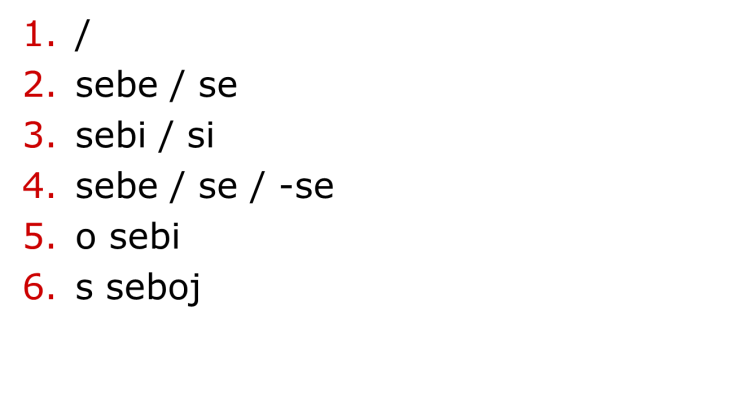 1. /
2. sebe / se
3. sebi / si
4. sebe / se / -se
5. o sebi
6. s seboj